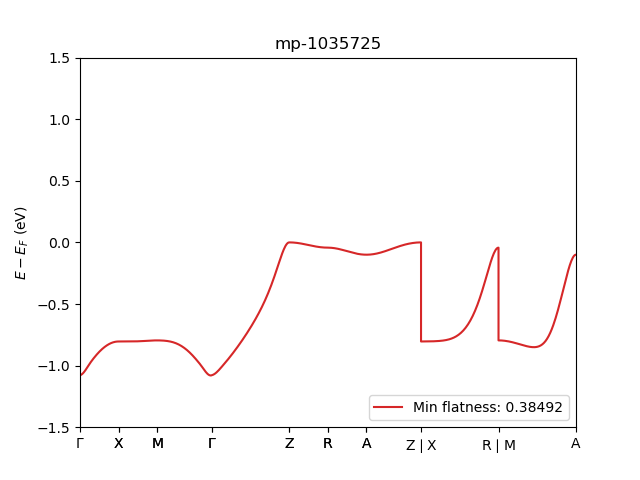 mp-1035725
E − E_F (eV)
1.5
1.0
0.5
0.0
−0.5
−1.0
−1.5
Min flatness: 0.38492
Γ X M Γ Z R A Z | X R | M A